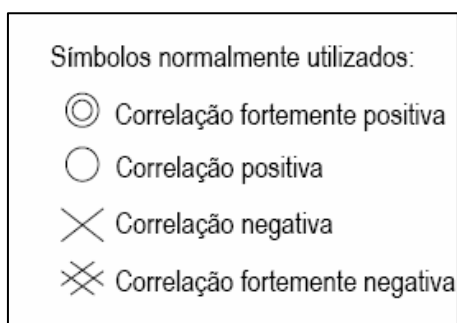 Símbolos normalmente utilizados:
Correlação fortemente positiva
Correlação positiva
Correlação negativa
Correlação fortemente negativa